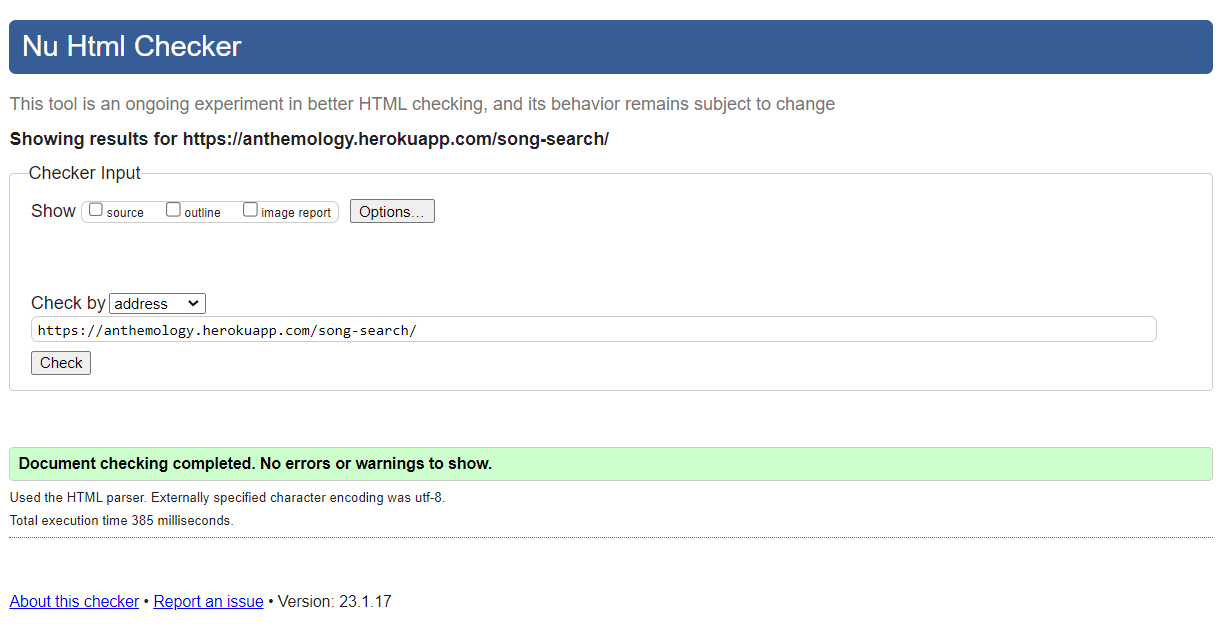 Nu Html Checker
This tool is an ongoing experiment in better HTML checking, and its behavior remains subject to change
Showing results for https://anthemology.herokuapp.com/song-search/
Checker Input
Show source outline image report Options...
Check by address
https://anthemology.herokuapp.com/song-search/
Check
Document checking completed. No errors or warnings to show.
Used the HTML parser. Externally specified character encoding was utf-8.
Total execution time 385 milliseconds.
About this checker • Report an issue • Version: 23.1.17